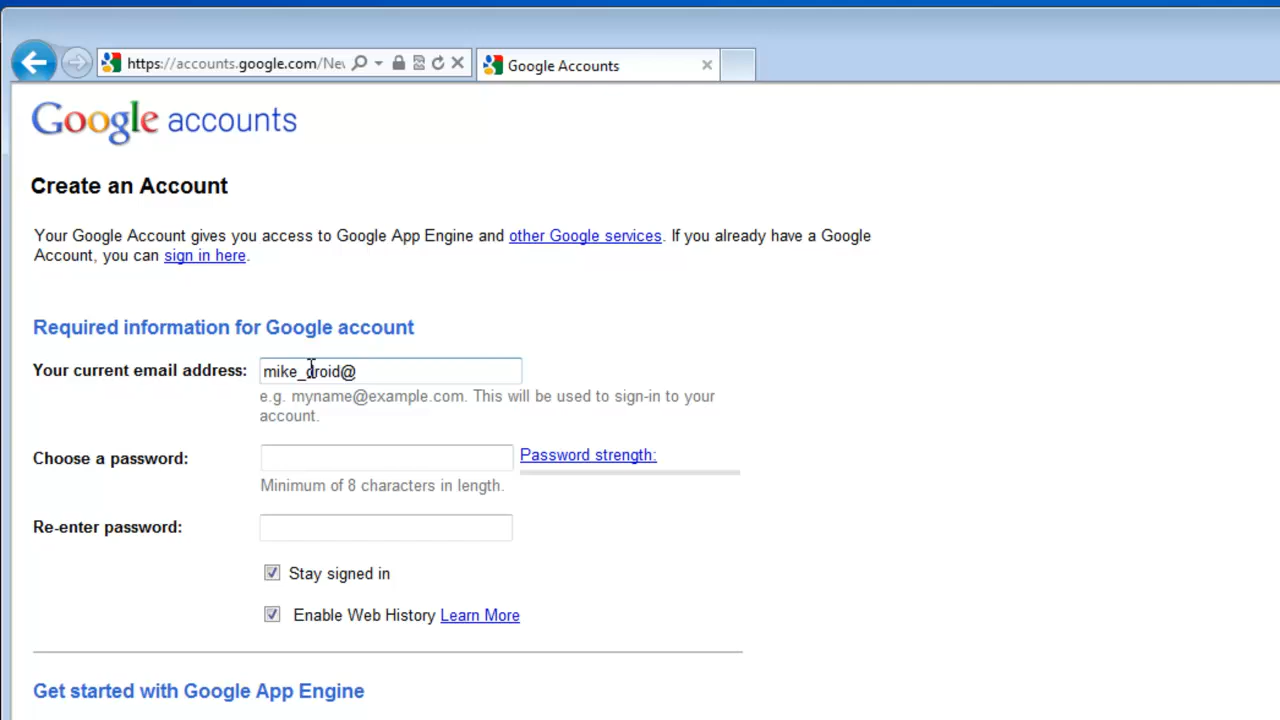 https://accounts.google.com/Nev
Google Accounts
Google accounts
Create an Account
Your Google Account gives you access to Google App Engine and other Google services. If you already have a Google
Account, you can sign in here.
Required information for Google account
Your current email address:
mike_droid@
e.g. myname@example.com. This will be used to sign-in to your
account.
Choose a password:
Password strength:
Minimum of 8 characters in length.
Re-enter password:
Stay signed in
Enable Web History Learn More
Get started with Google App Engine